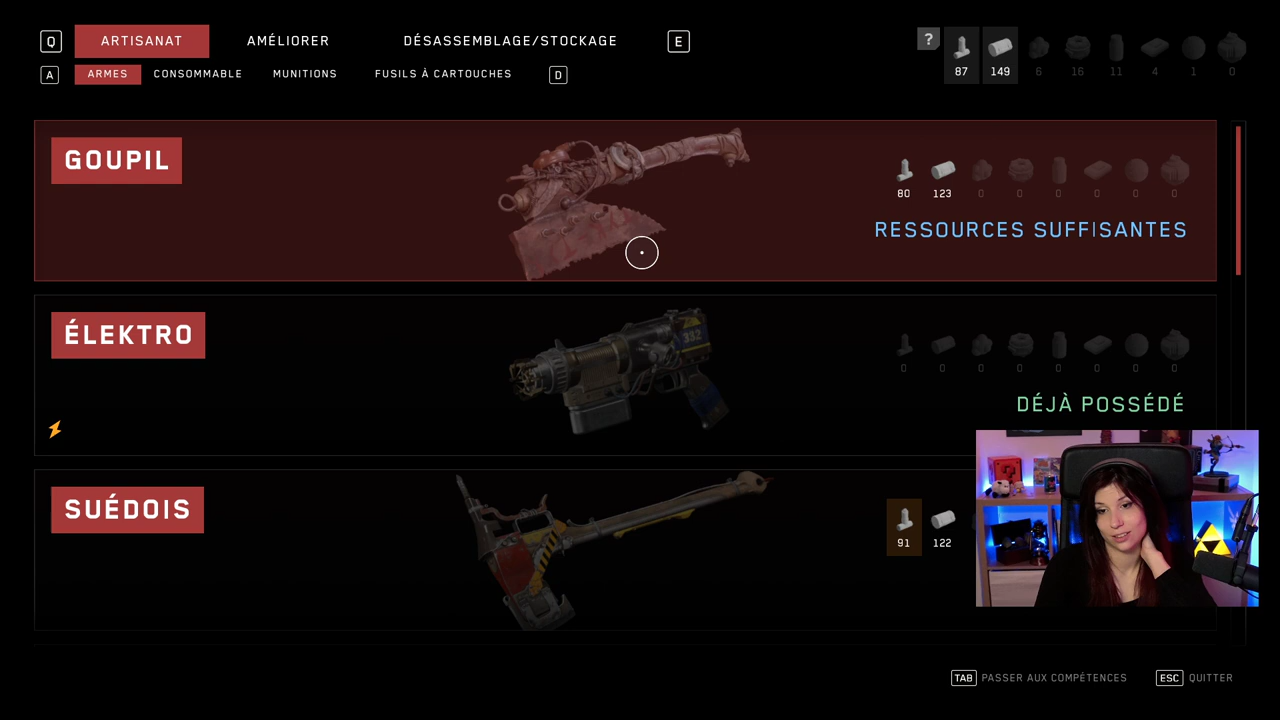 Q ARTISANAT AMÉLIORER DÉSASSEMBLAGE/STOCKAGE E
A ARMES CONSOMMABLE MUNITIONS FUSILS À CARTOUCHES D
?
87 149 6 16 11 4 1 0
GOUPIL
80 123 0 0 0 0 0 0
RESSOURCES SUFFISANTES
ÉLEKTRO
332
0 0 0 0 0 0 0 0
DÉJÀ POSSÉDÉ
SUÉDOIS
91 122
TAB PASSER AUX COMPÉTENCES ESC QUITTER